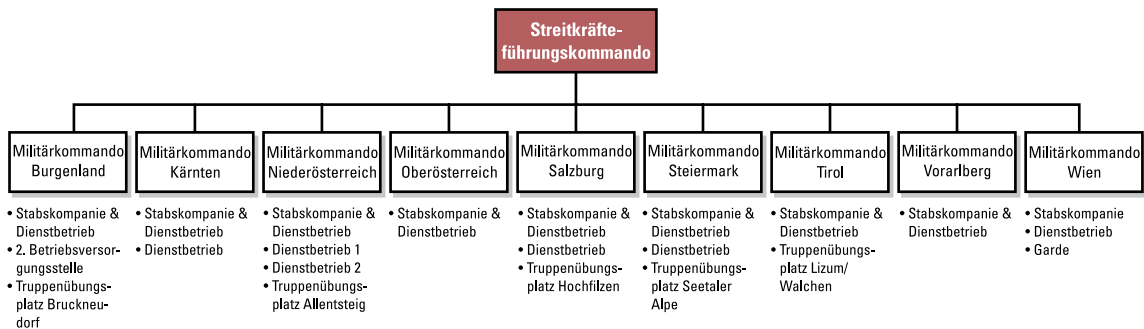 Streitkräfte-
führungskommando
Militärkommando
Burgenland
• Stabskompanie &
Dienstbetrieb
• 2. Betriebsversor-
gungsstelle
• Truppenübungs-
platz Bruckneu-
dorf
Militärkommando
Kärnten
• Stabskompanie &
Dienstbetrieb
• Dienstbetrieb
Militärkommando
Niederösterreich
• Stabskompanie &
Dienstbetrieb
• Dienstbetrieb 1
• Dienstbetrieb 2
• Truppenübungs-
platz Allentsteig
Militärkommando
Oberösterreich
• Stabskompanie &
Dienstbetrieb
Militärkommando
Salzburg
• Stabskompanie &
Dienstbetrieb
• Dienstbetrieb
• Truppenübungs-
platz Hochfilzen
Militärkommando
Steiermark
• Stabskompanie &
Dienstbetrieb
• Dienstbetrieb
• Truppenübungs-
platz Seetaler
Alpe
Militärkommando
Tirol
• Stabskompanie &
Dienstbetrieb
• Truppenübungs-
platz Lizum/
Walchen
Militärkommando
Vorarlberg
• Stabskompanie &
Dienstbetrieb
Militärkommando
Wien
• Stabskompanie
• Dienstbetrieb
• Garde